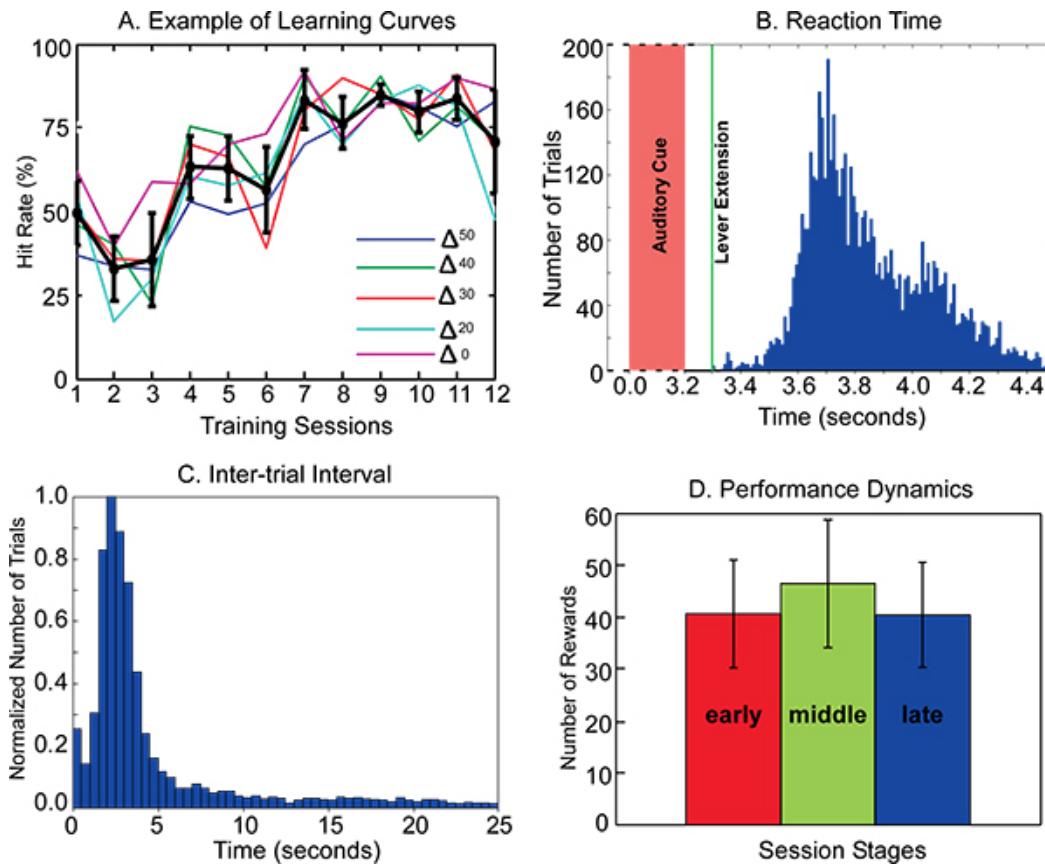 A. Example of Learning Curves
100
75
50
25
0
Hit Rate (%)
Δ50
Δ40
Δ30
Δ20
Δ0
1 2 3 4 5 6 7 8 9 10 11 12
Training Sessions
B. Reaction Time
200
160
120
80
40
0
Number of Trials
Auditory Cue
Lever Extension
0.0 3.2 3.4 3.6 3.8 4.0 4.2 4.4
Time (seconds)
C. Inter-trial Interval
1.0
0.8
0.6
0.4
0.2
0.0
Normalized Number of Trials
0 5 10 15 20 25
Time (seconds)
D. Performance Dynamics
60
50
40
30
20
10
0
Number of Rewards
early middle late
Session Stages